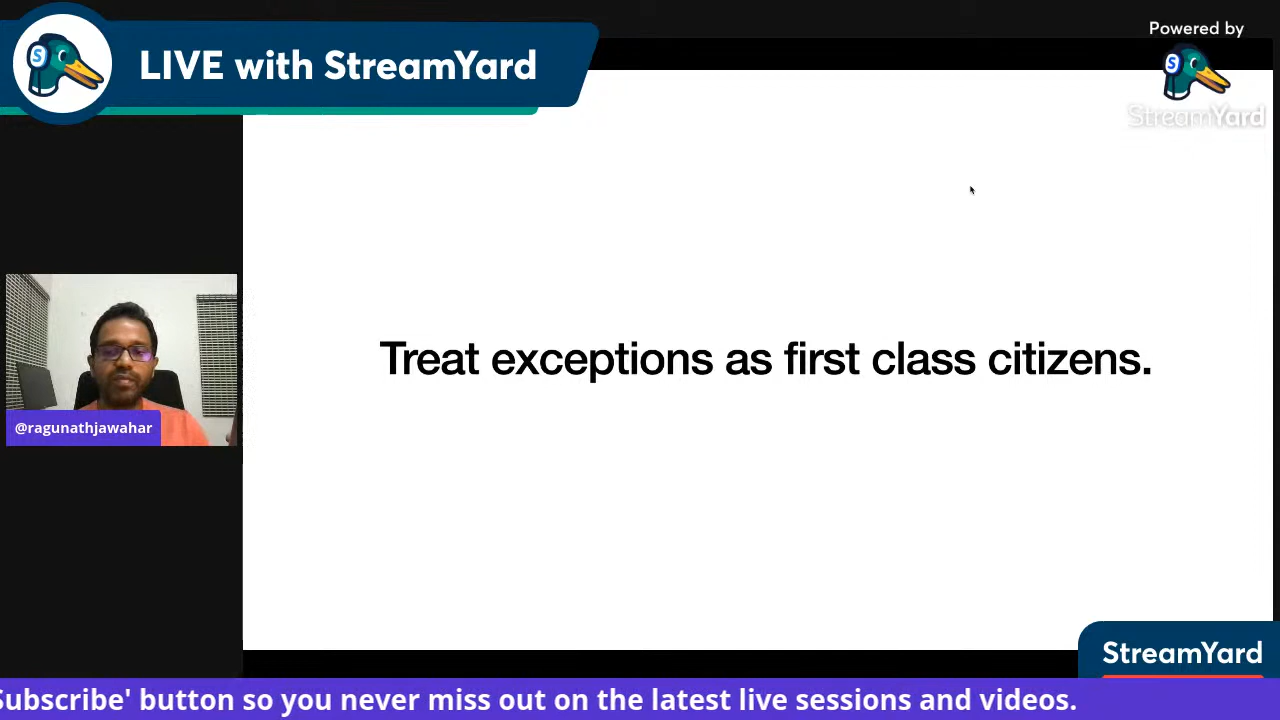 LIVE with StreamYard
Powered by
StreamYard
Treat exceptions as first class citizens.
@ragunathjawahar
StreamYard
Subscribe' button so you never miss out on the latest live sessions and videos.